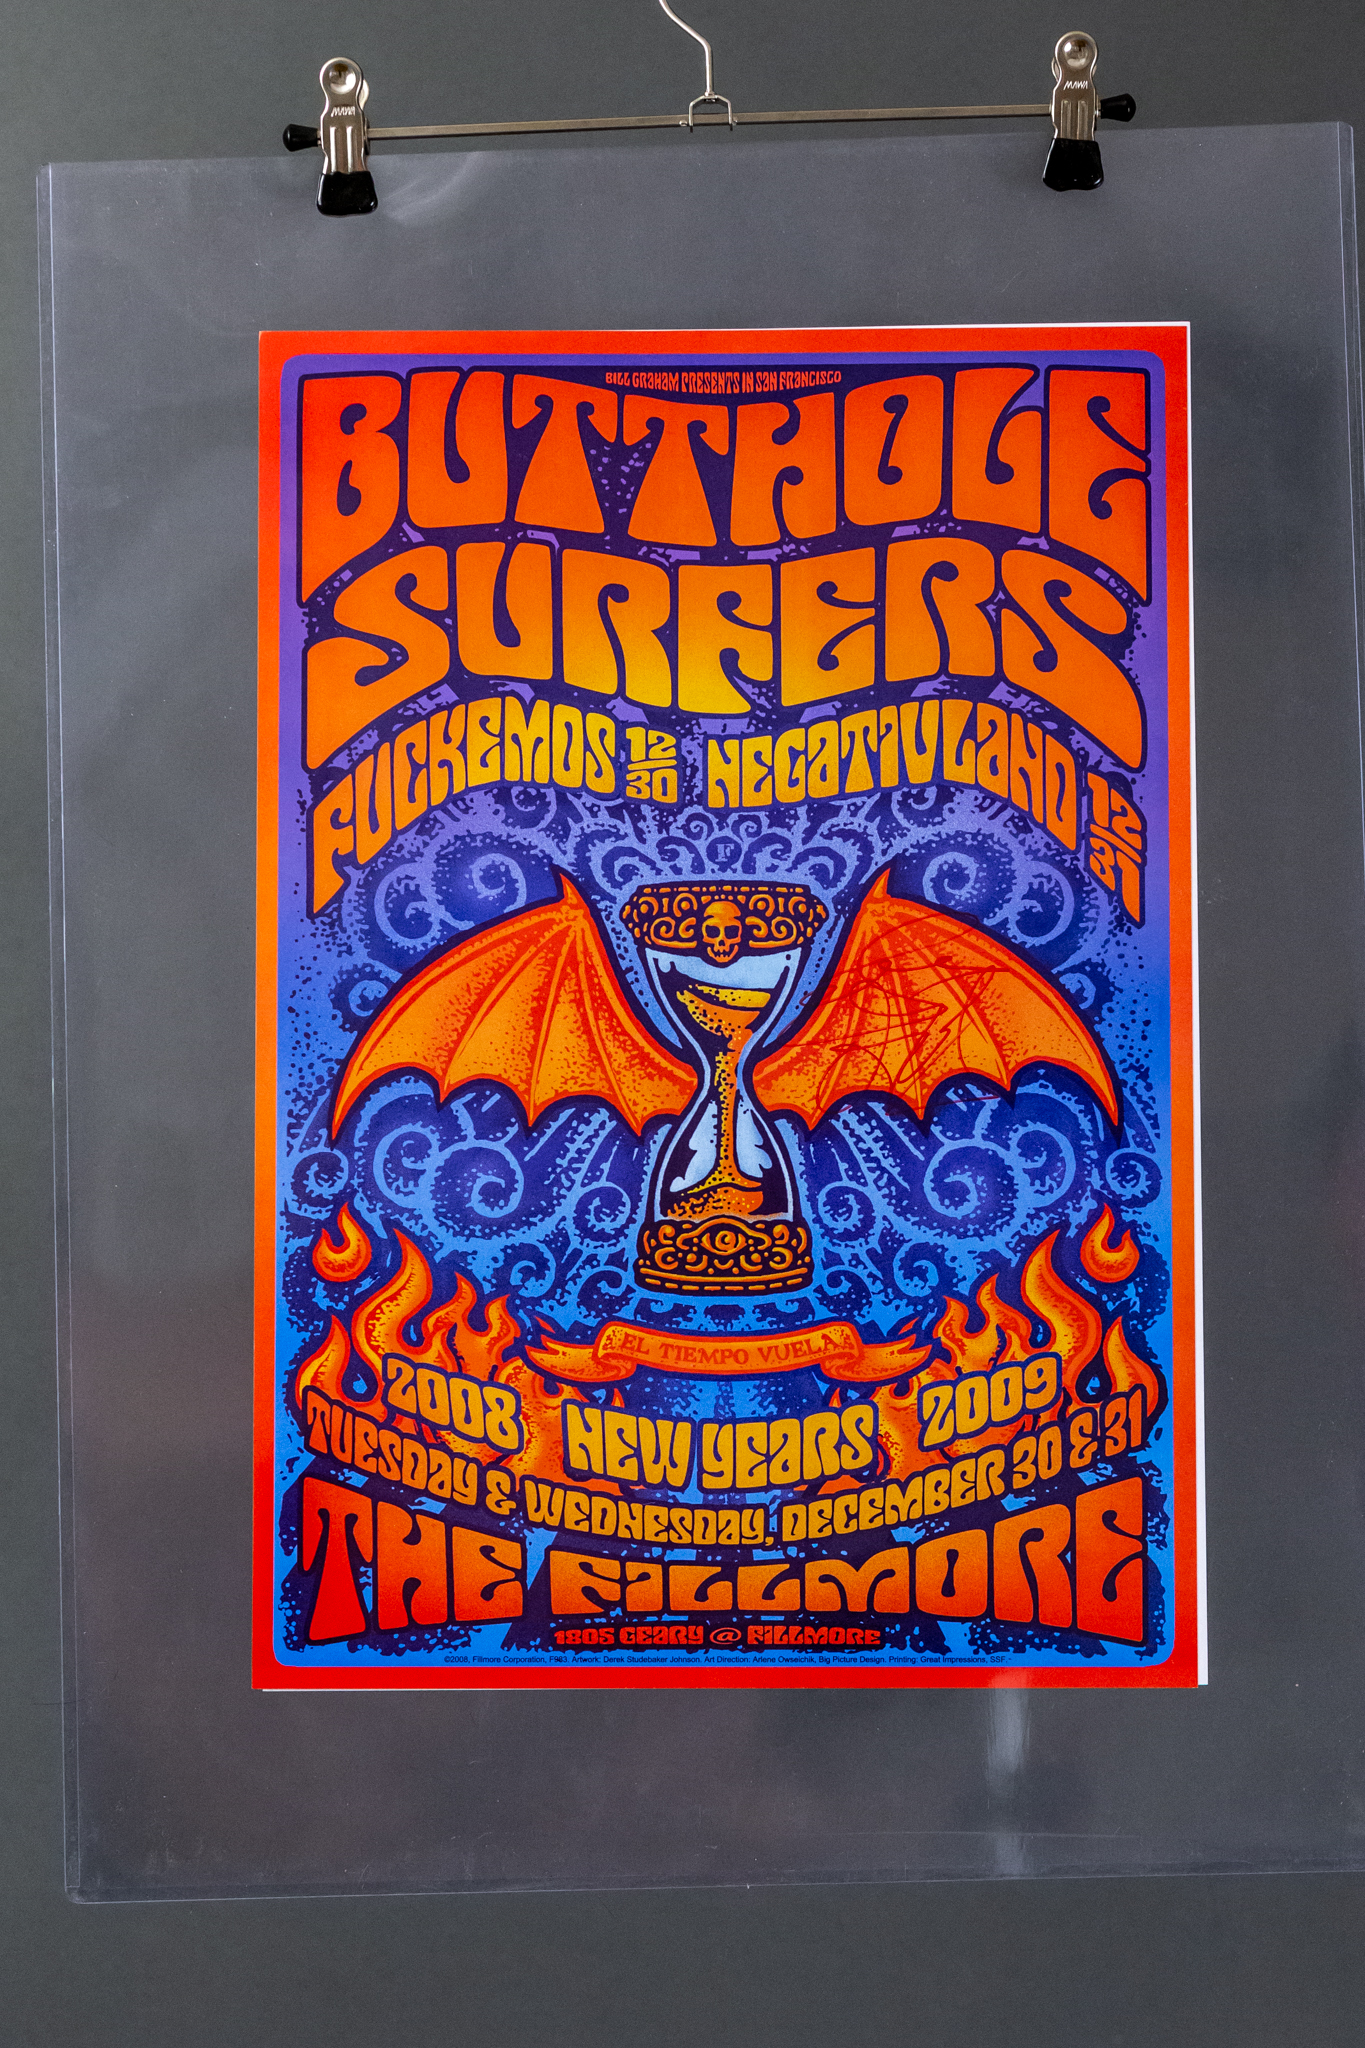 MAWA
MAWA
BILL GRAHAM PRESENTS IN SAN FRANCISCO
BUTTHOLE
SURFERS
FUCKEMOS 12/30 NEGATIVLAND 12/31
F
EL TIEMPO VUELA
2008 NEW YEARS 2009
TUESDAY & WEDNESDAY, DECEMBER 30 & 31
THE FILLMORE
1805 GEARY @ FILLMORE
©2008, Fillmore Corporation, F983. Artwork: Derek Studebaker Johnson. Art Direction: Arlene Owseichik, Big Picture Design. Printing: Great Impressions, SSF.